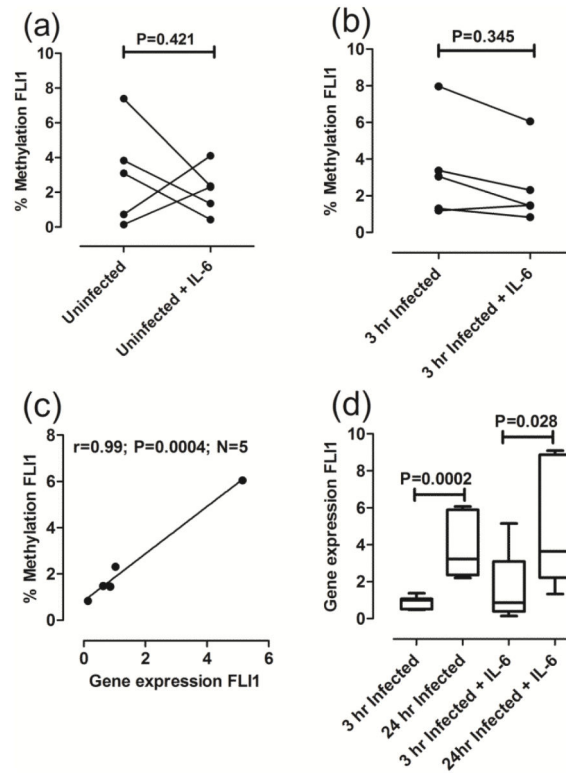 (a)
P=0.421
% Methylation FLI1
10
8
6
4
2
0
Uninfected
Uninfected + IL-6
(b)
P=0.345
% Methylation FLI1
10
8
6
4
2
0
3 hr Infected
3 hr Infected + IL-6
(c)
r=0.99; P=0.0004; N=5
% Methylation FLI1
8
6
4
2
0
0
2
4
6
Gene expression FLI1
(d)
P=0.028
P=0.0002
Gene expression FLI1
10
8
6
4
2
0
3 hr Infected
24 hr Infected
3 hr Infected + IL-6
24hr Infected + IL-6